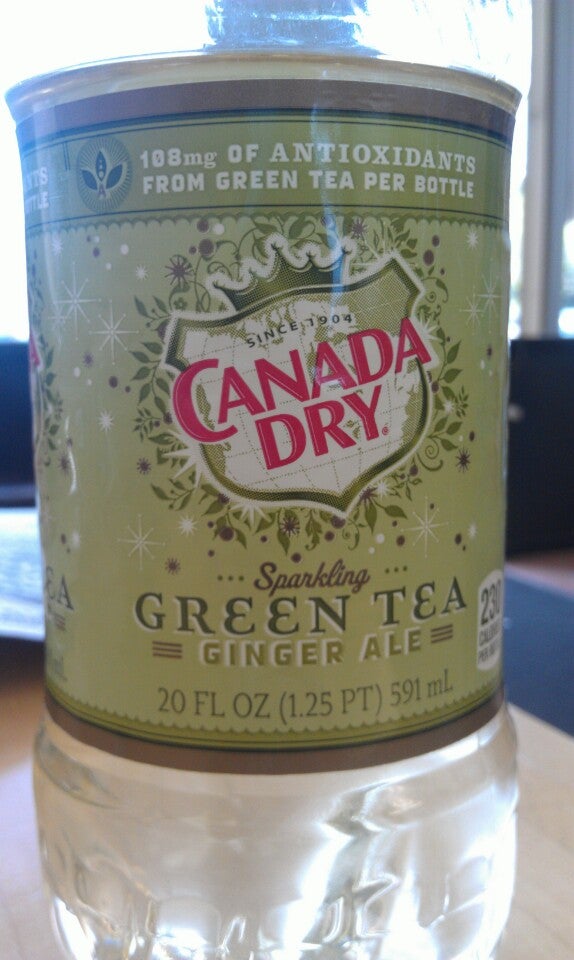 108mg OF ANTIOXIDANTS
FROM GREEN TEA PER BOTTLE
SINCE 1904
CANADA
DRY
Sparkling
GREEN TEA
GINGER ALE
20 FL OZ (1.25 PT) 591 mL
230